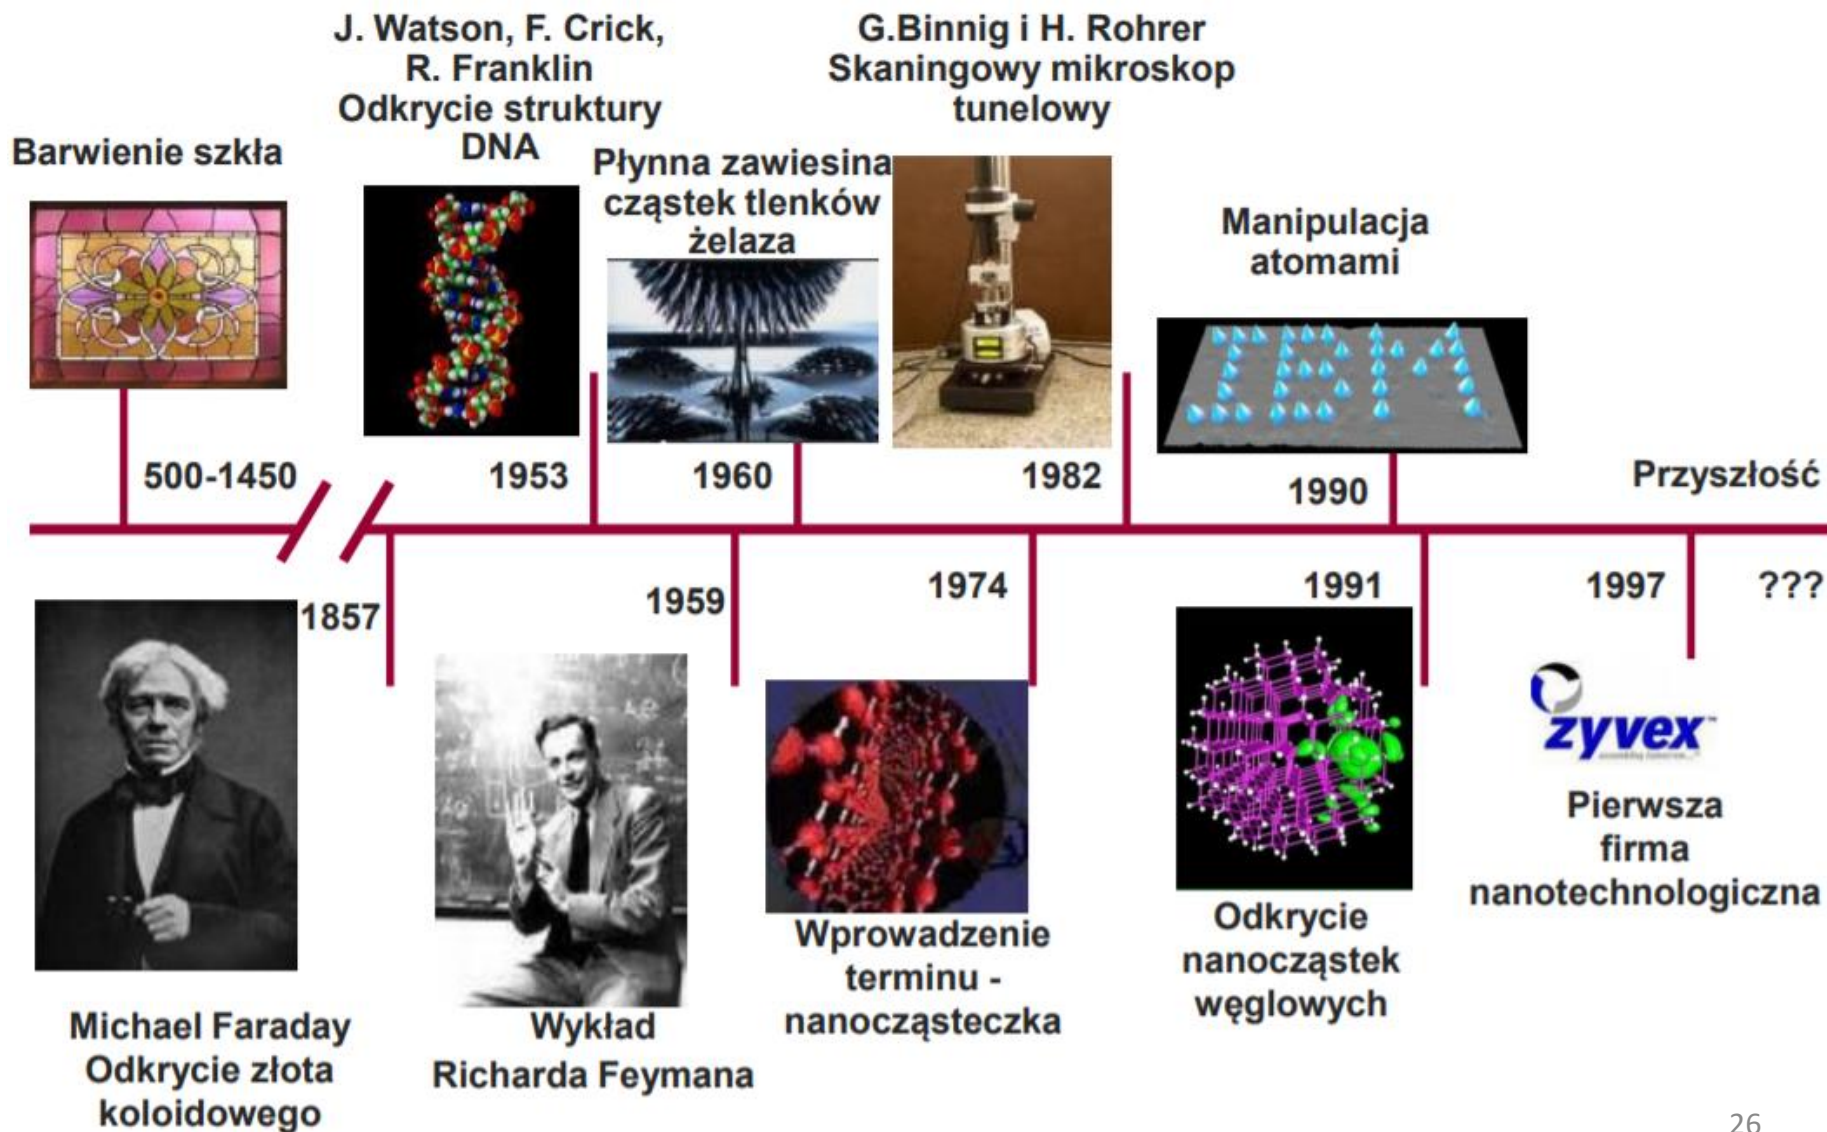 J. Watson, F. Crick,
R. Franklin
Odkrycie struktury
DNA
G.Binnig i H. Rohrer
Skaningowy mikroskop
tunelowy
Barwienie szkła
Płynna zawiesina
cząstek tlenków
żelaza
Manipulacja
atomami
IBM
500-1450
1953
1960
1982
1990
Przyszłość
1857
1959
1974
1991
1997
???
zyvex™
Pierwsza
firma
nanotechnologiczna
Michael Faraday
Odkrycie złota
koloidowego
Wykład
Richarda Feymana
Wprowadzenie
terminu -
nanocząsteczka
Odkrycie
nanocząstek
węglowych
26